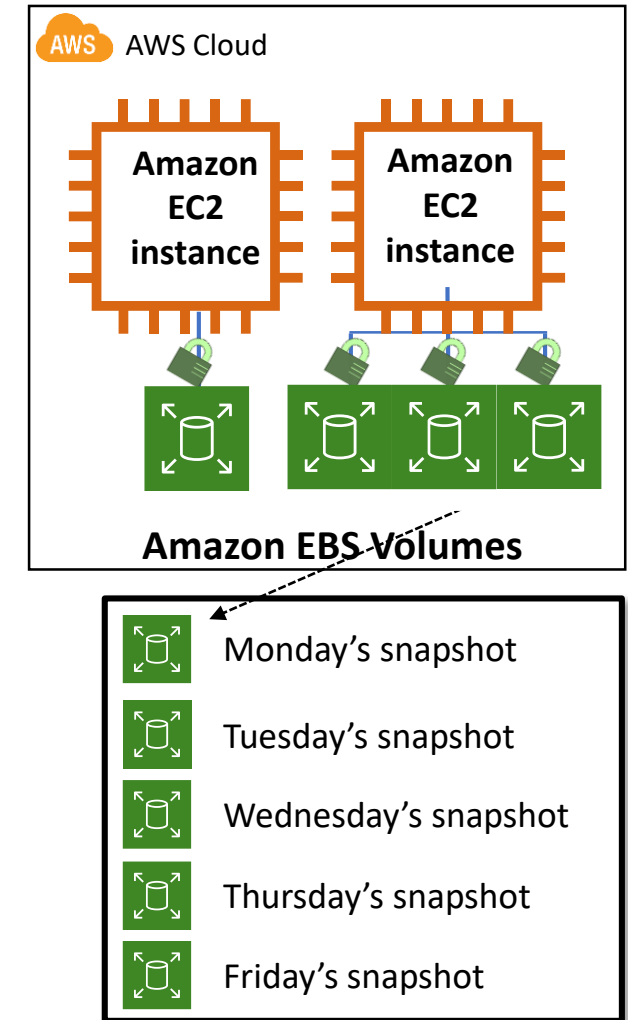 AWS
AWS Cloud
Amazon
EC2
instance
Amazon
EC2
instance
Amazon EBS Volumes
Monday’s snapshot
Tuesday’s snapshot
Wednesday’s snapshot
Thursday’s snapshot
Friday’s snapshot